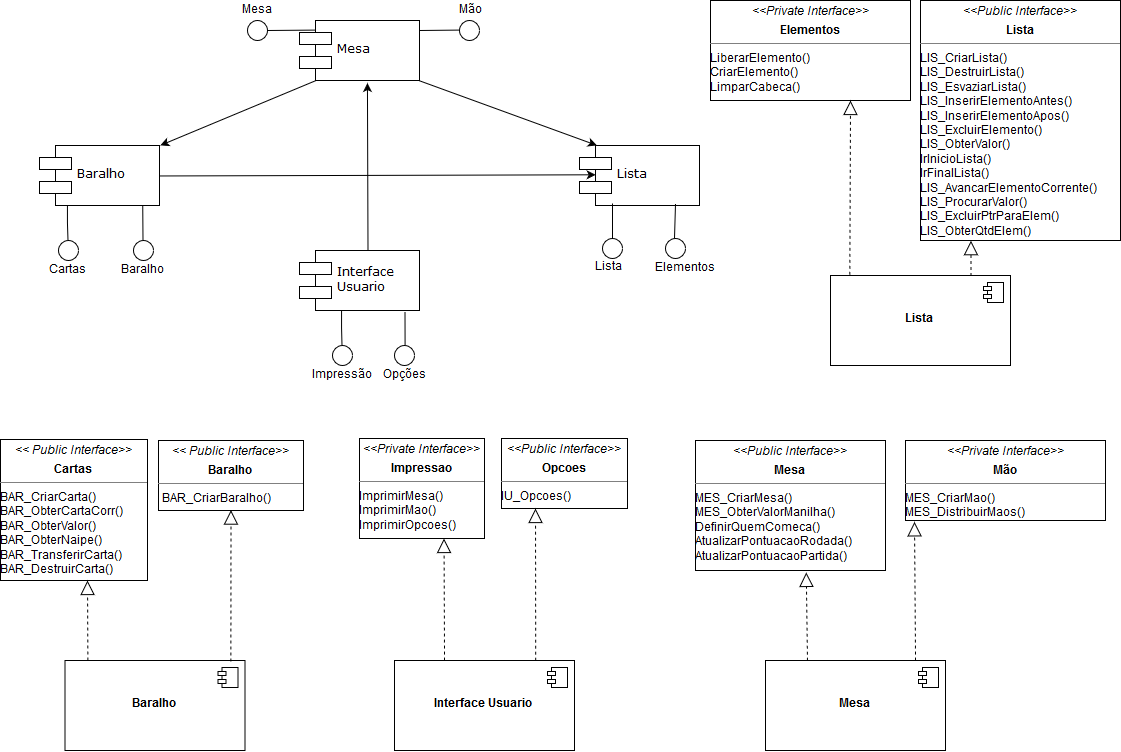 Mesa
Mão
Mesa
Baralho
Lista
Cartas
Baralho
Interface
Usuario
Lista
Elementos
Impressão
Opções
<<Private Interface>>
Elementos
LiberarElemento()
CriarElemento()
LimparCabeca()
<<Public Interface>>
Lista
LIS_CriarLista()
LIS_DestruirLista()
LIS_EsvaziarLista()
LIS_InserirElementoAntes()
LIS_InserirElementoApos()
LIS_ExcluirElemento()
LIS_ObterValor()
IrInicioLista()
IrFinalLista()
LIS_AvancarElementoCorrente()
LIS_ProcurarValor()
LIS_ExcluirPtrParaElem()
LIS_ObterQtdElem()
Lista
<< Public Interface>>
Cartas
BAR_CriarCarta()
BAR_ObterCartaCorr()
BAR_ObterValor()
BAR_ObterNaipe()
BAR_TransferirCarta()
BAR_DestruirCarta()
<< Public Interface>>
Baralho
BAR_CriarBaralho()
Baralho
<<Private Interface>>
Impressao
ImprimirMesa()
ImprimirMao()
ImprimirOpcoes()
<<Public Interface>>
Opcoes
IU_Opcoes()
Interface Usuario
<<Public Interface>>
Mesa
MES_CriarMesa()
MES_ObterValorManilha()
DefinirQuemComeca()
AtualizarPontuacaoRodada()
AtualizarPontuacaoPartida()
<<Private Interface>>
Mão
MES_CriarMao()
MES_DistribuirMaos()
Mesa